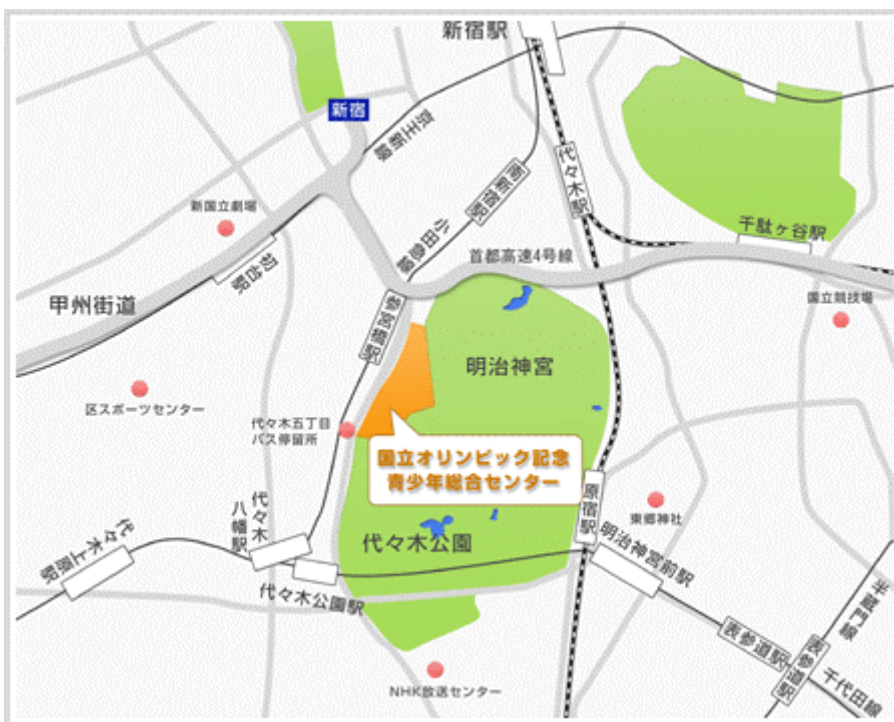 新宿駅
新宿
京王新線
南新宿駅
代々木駅
新国立劇場
小田急線
千駄ヶ谷駅
首都高速4号線
初台駅
甲州街道
参宮橋駅
国立競技場
明治神宮
区スポーツセンター
代々木五丁目
バス停留所
国立オリンピック記念
青少年総合センター
原宿駅
東郷神社
代々木
八幡駅
代々木上原駅
代々木公園
明治神宮前駅
代々木公園駅
半蔵門線
表参道駅
表参道駅
千代田線
NHK放送センター